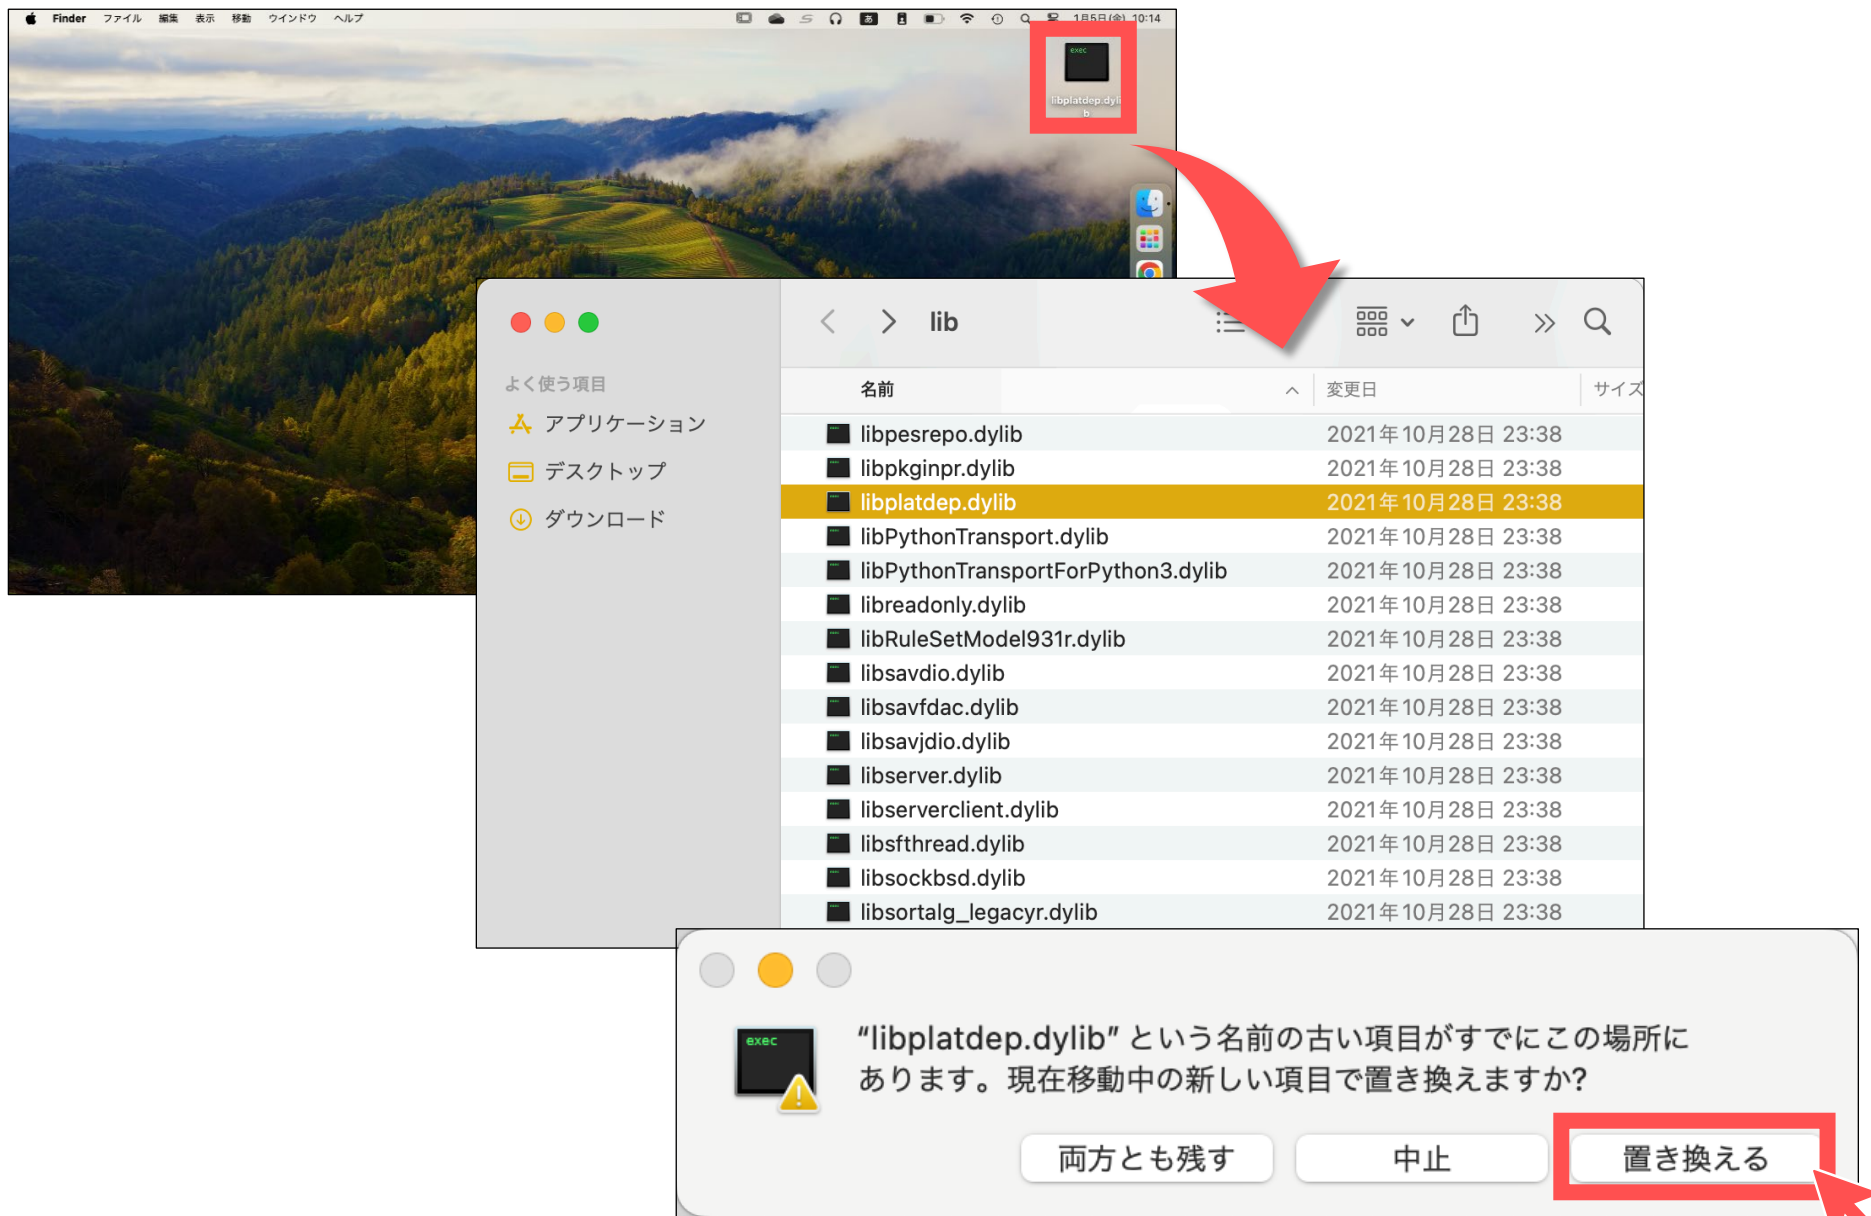 Finder ファイル 編集 表示 移動 ウインドウ ヘルプ
あ
1月5日(金) 10:14
exec
libplatdep.dyli
b
lib
よく使う項目
アプリケーション
デスクトップ
ダウンロード
名前 変更日 サイズ
libpesrepo.dylib 2021年10月28日 23:38
libpkginpr.dylib 2021年10月28日 23:38
libplatdep.dylib 2021年10月28日 23:38
libPythonTransport.dylib 2021年10月28日 23:38
libPythonTransportForPython3.dylib 2021年10月28日 23:38
libreadonly.dylib 2021年10月28日 23:38
libRuleSetModel931r.dylib 2021年10月28日 23:38
libsavdio.dylib 2021年10月28日 23:38
libsavfdac.dylib 2021年10月28日 23:38
libsavjdio.dylib 2021年10月28日 23:38
libserver.dylib 2021年10月28日 23:38
libserverclient.dylib 2021年10月28日 23:38
libsfthread.dylib 2021年10月28日 23:38
libsockbsd.dylib 2021年10月28日 23:38
libsortalg_legacyr.dylib 2021年10月28日 23:38
exec
“libplatdep.dylib” という名前の古い項目がすでにこの場所に
あります。現在移動中の新しい項目で置き換えますか?
両方とも残す 中止 置き換える